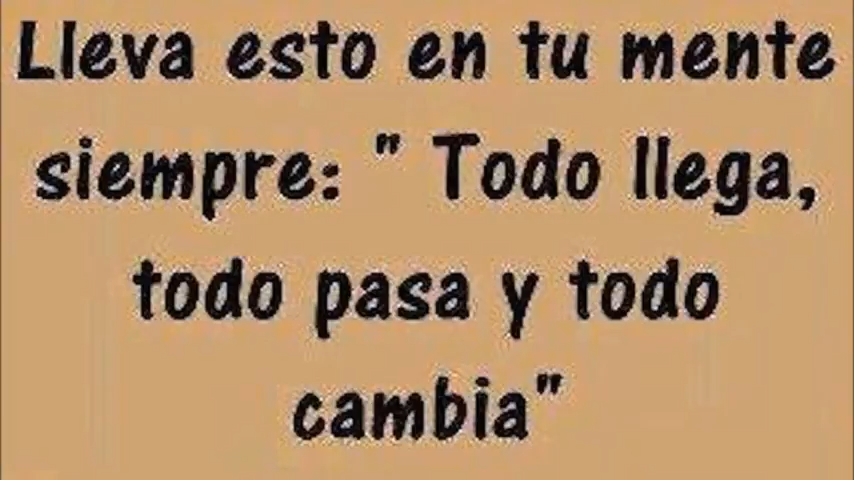 Lleva esto en tu mente
siempre: " Todo llega,
todo pasa y todo
cambia"